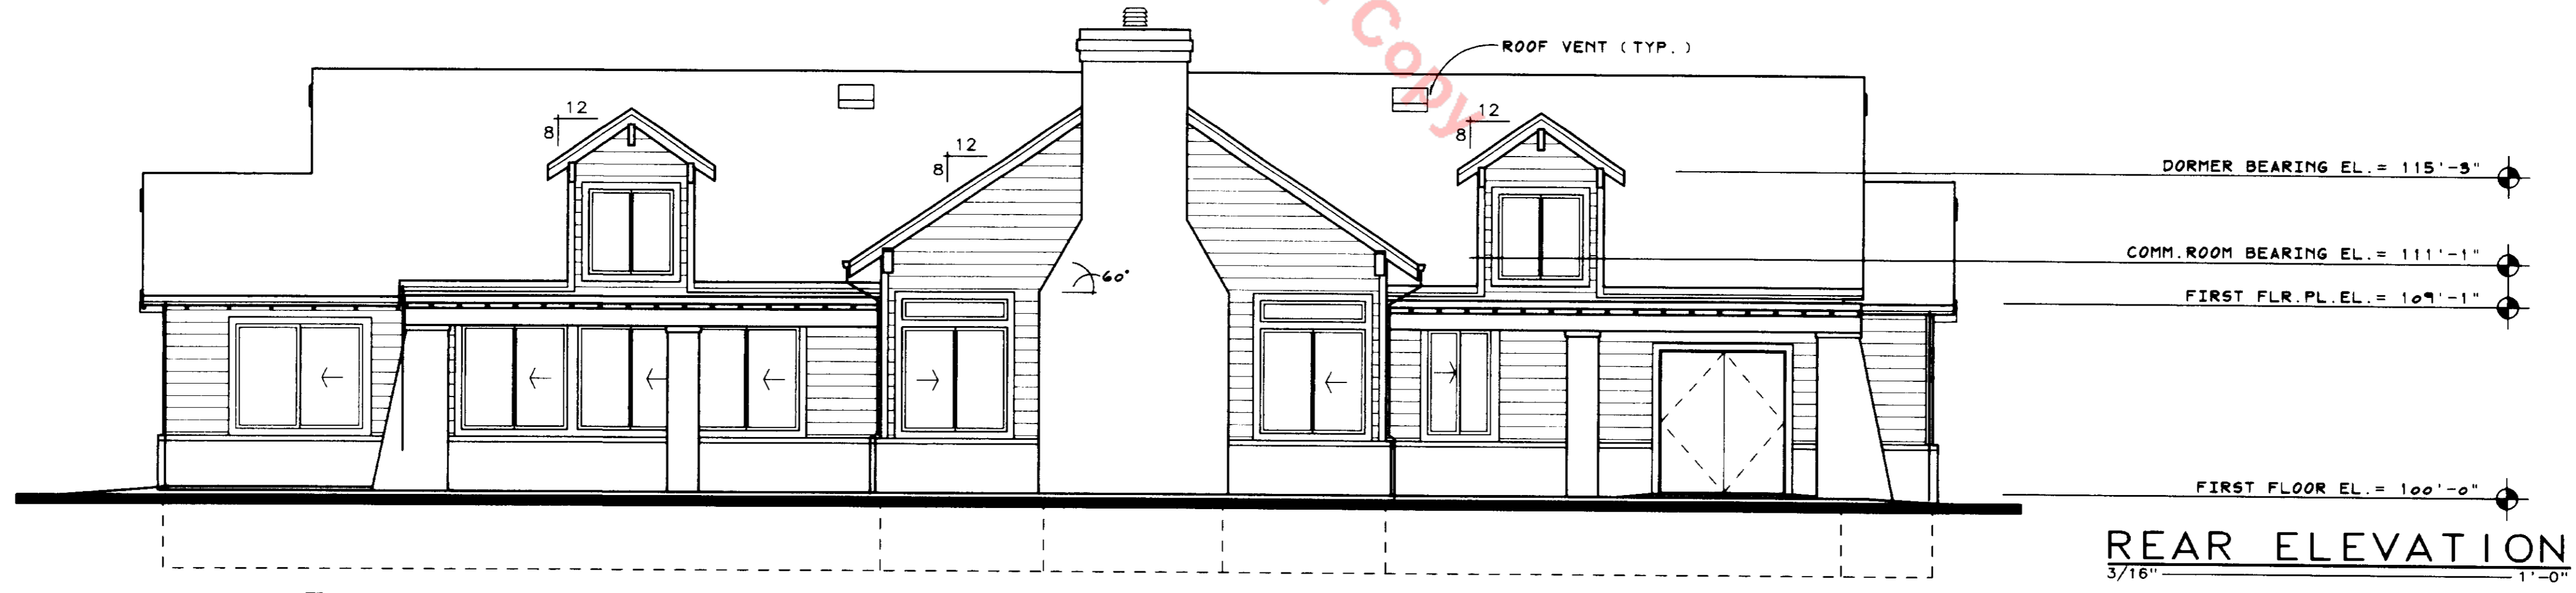 Copy
ROOF VENT (TYP.)
12
8
12
8
12
8
DORMER BEARING EL.= 115'-3"
COMM.ROOM BEARING EL.= 111'-1"
60°
FIRST FLR.PL.EL.= 109'-1"
FIRST FLOOR EL.= 100'-0"
REAR ELEVATION
3/16" 1'-0"